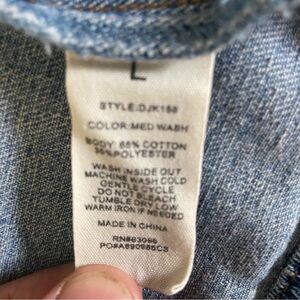 L
STYLE:DJK158
COLOR:MED WASH
BODY: 65% COTTON
35%POLYESTER
WASH INSIDE OUT
MACHINE WASH COLD
GENTLE CYCLE
DO NOT BLEACH
TUMBLE DRY LOW
WARM IRON IF NEEDED
MADE IN CHINA